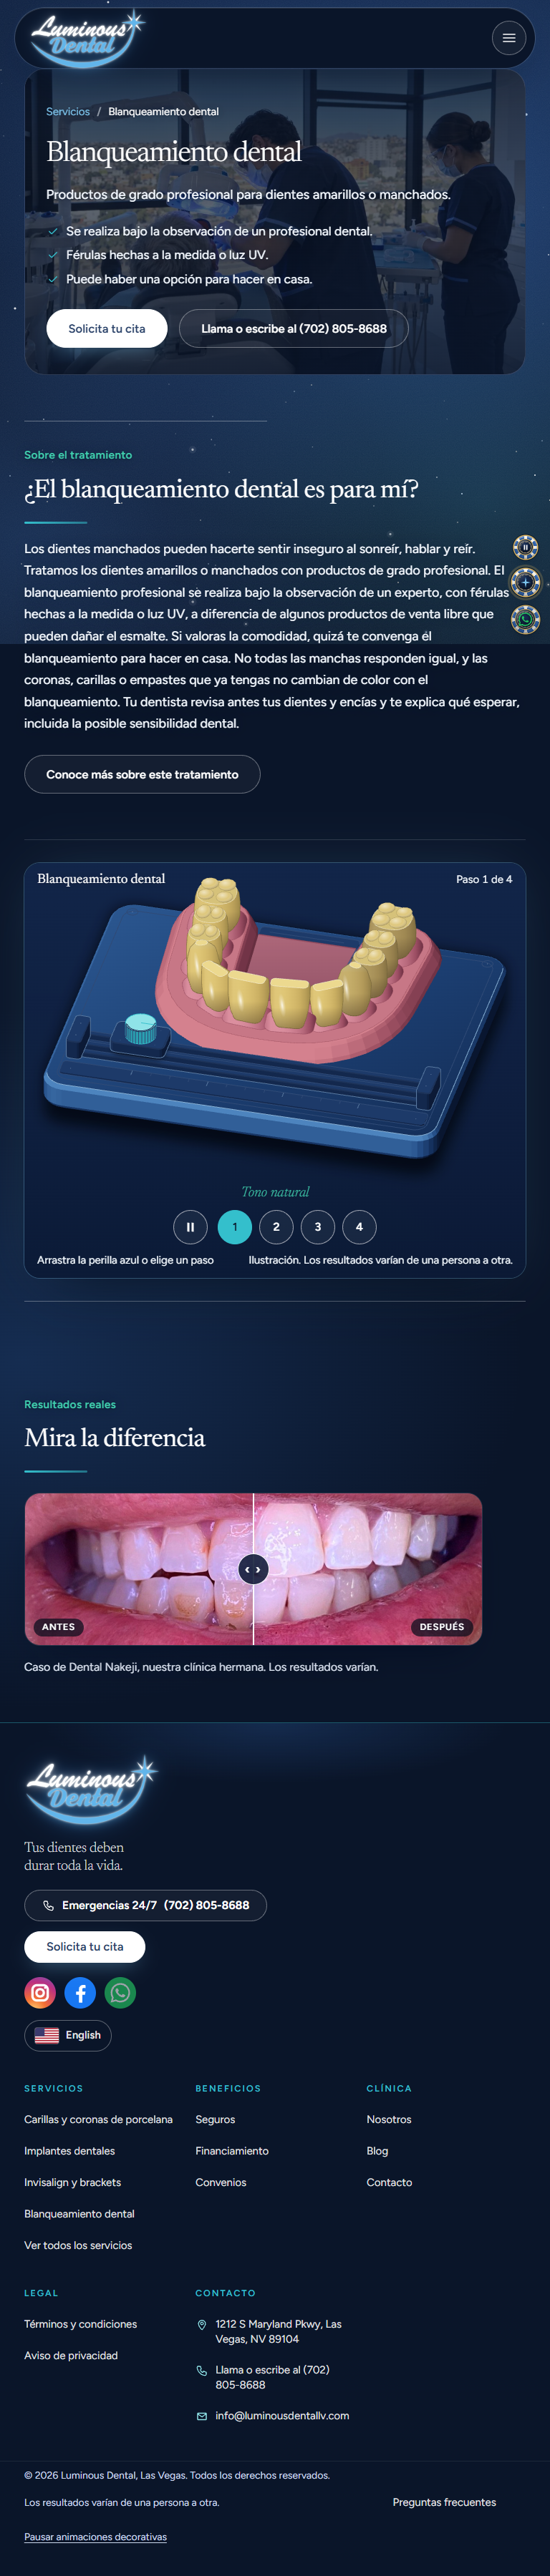 Luminous
Dental
Servicios / Blanqueamiento dental
Blanqueamiento dental
Productos de grado profesional para dientes amarillos o manchados.
Se realiza bajo la observación de un profesional dental.
Férulas hechas a la medida o luz UV.
Puede haber una opción para hacer en casa.
Solicita tu cita
Llama o escribe al (702) 805-8688
Sobre el tratamiento
¿El blanqueamiento dental es para mí?
Los dientes manchados pueden hacerte sentir inseguro al sonreír, hablar y reír.
Tratamos los dientes amarillos o manchados con productos de grado profesional. El
blanqueamiento profesional se realiza bajo la observación de un experto, con férulas
hechas a la medida o luz UV, a diferencia de algunos productos de venta libre que
pueden dañar el esmalte. Si valoras la comodidad, quizá te convenga el
blanqueamiento para hacer en casa. No todas las manchas responden igual, y las
coronas, carillas o empastes que ya tengas no cambian de color con el
blanqueamiento. Tu dentista revisa antes tus dientes y encías y te explica qué esperar,
incluida la posible sensibilidad dental.
Conoce más sobre este tratamiento
Blanqueamiento dental
Paso 1 de 4
Tono natural
1 2 3 4
Arrastra la perilla azul o elige un paso
Ilustración. Los resultados varían de una persona a otra.
Resultados reales
Mira la diferencia
ANTES
DESPUÉS
Caso de Dental Nakeji, nuestra clínica hermana. Los resultados varían.
Luminous
Dental
Tus dientes deben
durar toda la vida.
Emergencias 24/7 (702) 805-8688
Solicita tu cita
English
SERVICIOS
Carillas y coronas de porcelana
Implantes dentales
Invisalign y brackets
Blanqueamiento dental
Ver todos los servicios
BENEFICIOS
Seguros
Financiamiento
Convenios
CLÍNICA
Nosotros
Blog
Contacto
LEGAL
Términos y condiciones
Aviso de privacidad
CONTACTO
1212 S Maryland Pkwy, Las
Vegas, NV 89104
Llama o escribe al (702)
805-8688
info@luminousdentallv.com
© 2026 Luminous Dental, Las Vegas. Todos los derechos reservados.
Los resultados varían de una persona a otra.
Preguntas frecuentes
Pausar animaciones decorativas